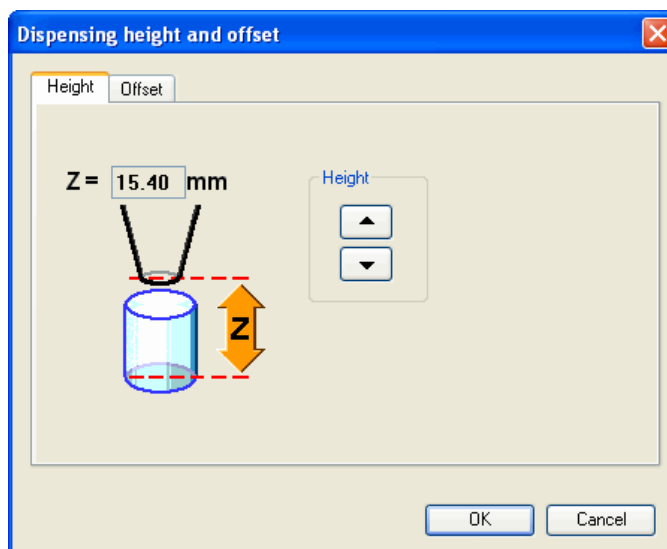 Dispensing height and offset
Height Offset
Z = 15.40 mm
Height
Z
OK Cancel